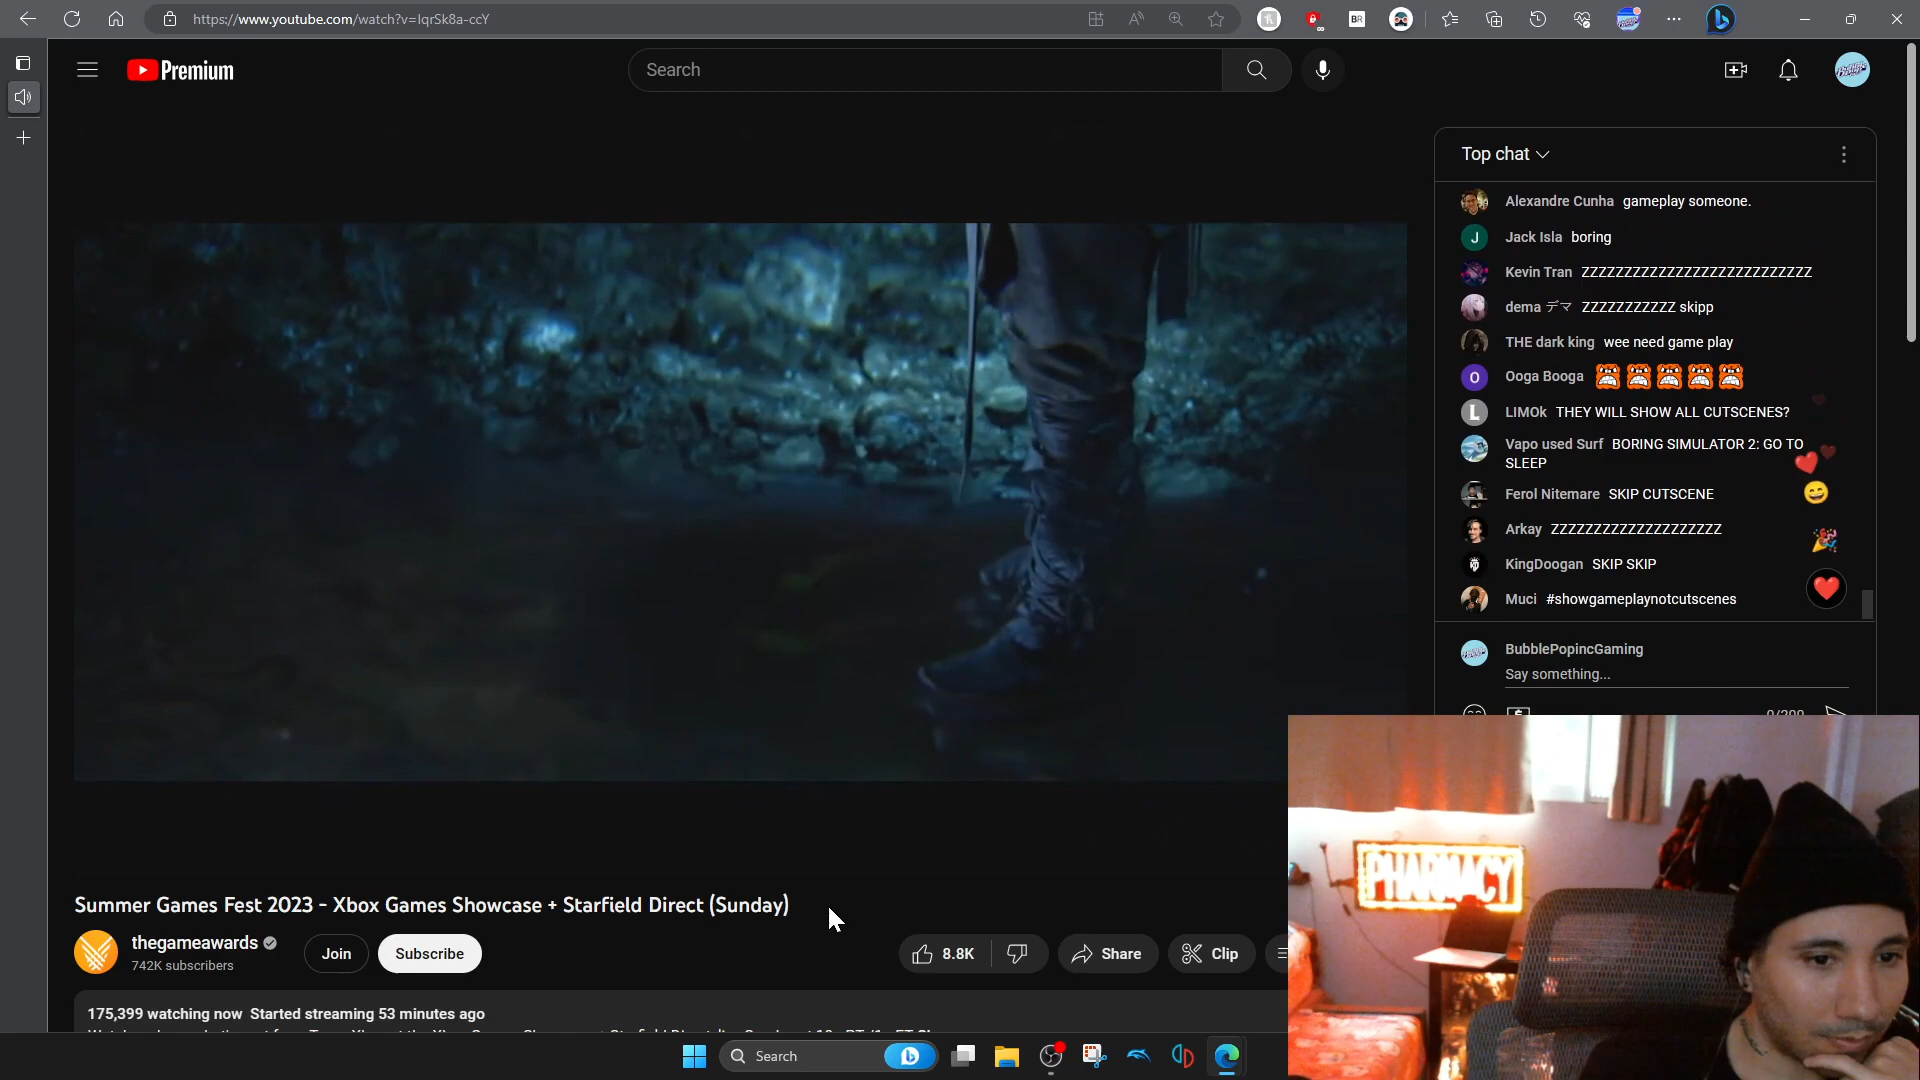 https://www.youtube.com/watch?v=IqrSk8a-ccY
BR
Premium
Search
Top chat
Alexandre Cunha gameplay someone.
J Jack Isla boring
Kevin Tran ZZZZZZZZZZZZZZZZZZZZZZZZZZZ
dema デマ ZZZZZZZZZZZ skipp
THE dark king wee need game play
O Ooga Booga
L LIMOk THEY WILL SHOW ALL CUTSCENES?
Vapo used Surf BORING SIMULATOR 2: GO TO
SLEEP
Ferol Nitemare SKIP CUTSCENE
Arkay ZZZZZZZZZZZZZZZZZZZZ
KingDoogan SKIP SKIP
Muci #showgameplaynotcutscenes
BubblePopincGaming
Say something...
0/200
PHARMACY
Summer Games Fest 2023 - Xbox Games Showcase + Starfield Direct (Sunday)
thegameawards
742K subscribers
Join
Subscribe
8.8K
Share
Clip
175,399 watching now Started streaming 53 minutes ago
Search